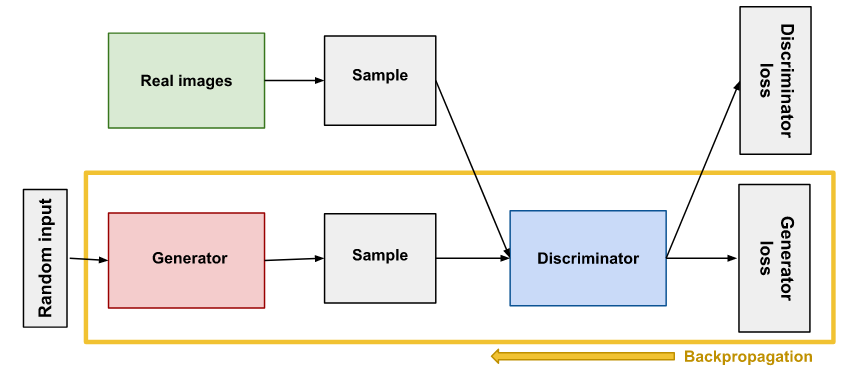 Real images
Sample
Discriminator
loss
Random input
Generator
Sample
Discriminator
Generator
loss
Backpropagation